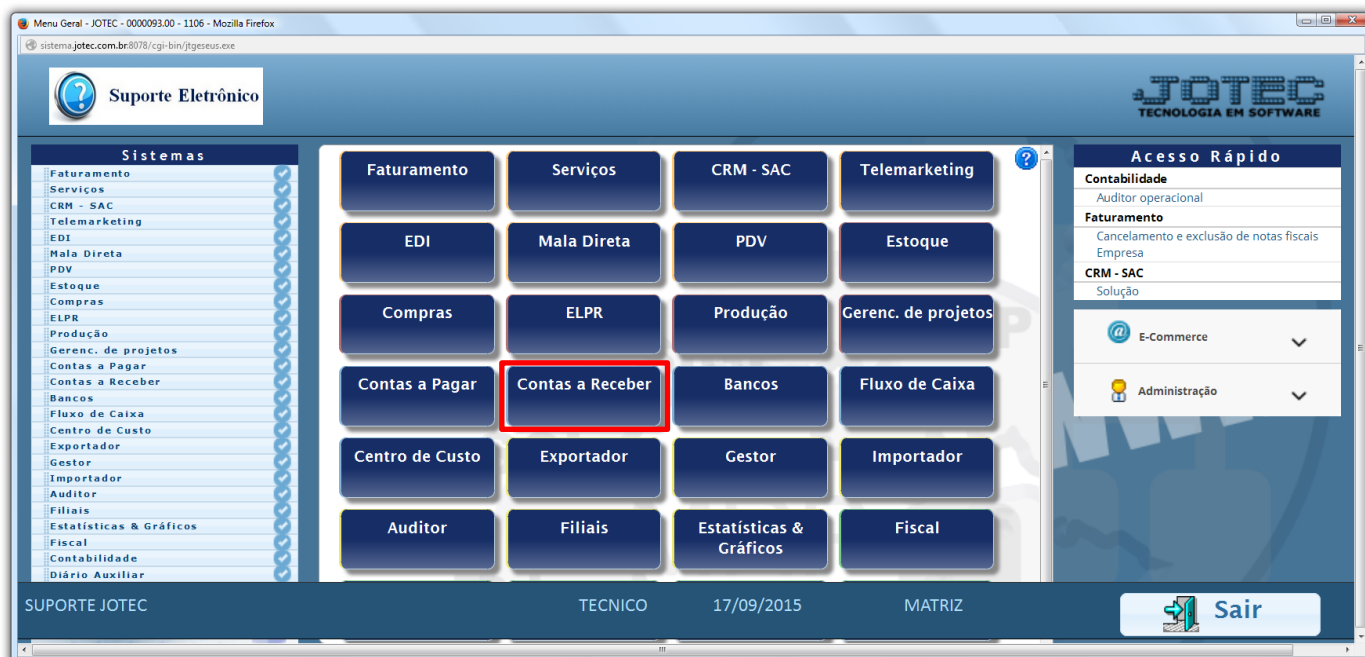 Menu Geral - JOTEC - 0000093.00 - 1106 - Mozilla Firefox
sistema.jotec.com.br:8078/cgi-bin/jtgeseus.exe
Suporte Eletrônico
JOTEC
TECNOLOGIA EM SOFTWARE
Sistemas
Faturamento
Serviços
CRM - SAC
Telemarketing
EDI
Mala Direta
PDV
Estoque
Compras
ELPR
Produção
Gerenc. de projetos
Contas a Pagar
Contas a Receber
Bancos
Fluxo de Caixa
Centro de Custo
Exportador
Gestor
Importador
Auditor
Filiais
Estatísticas & Gráficos
Fiscal
Contabilidade
Diário Auxiliar
Faturamento Serviços CRM - SAC Telemarketing
EDI Mala Direta PDV Estoque
Compras ELPR Produção Gerenc. de projetos
Contas a Pagar Contas a Receber Bancos Fluxo de Caixa
Centro de Custo Exportador Gestor Importador
Auditor Filiais Estatísticas & Fiscal
Gráficos
Acesso Rápido
Contabilidade
Auditor operacional
Faturamento
Cancelamento e exclusão de notas fiscais
Empresa
CRM - SAC
Solução
E-Commerce
Administração
SUPORTE JOTEC TECNICO 17/09/2015 MATRIZ Sair